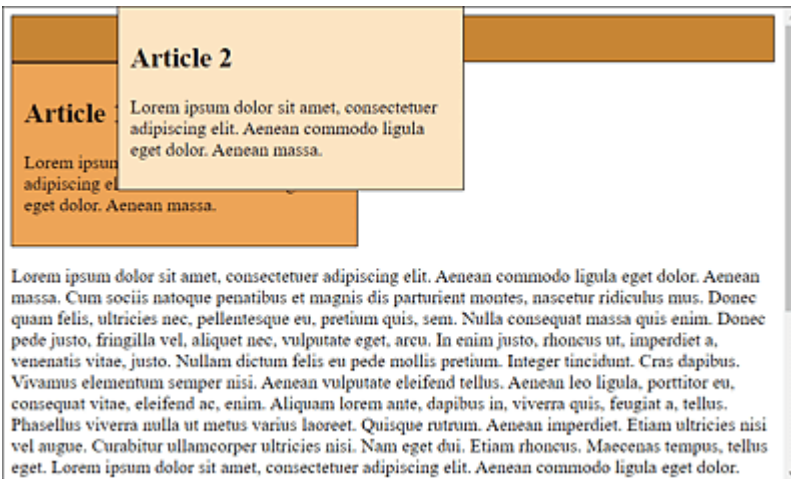 Article 2
Lorem ipsum dolor sit amet, consectetuer
adipiscing elit. Aenean commodo ligula
eget dolor. Aenean massa.
Article
Lorem ipsum
adipiscing
eget dolor. Aenean massa.
Lorem ipsum dolor sit amet, consectetuer adipiscing elit. Aenean commodo ligula eget dolor. Aenean
massa. Cum sociis natoque penatibus et magnis dis parturient montes, nascetur ridiculus mus. Donec
quam felis, ultricies nec, pellentesque eu, pretium quis, sem. Nulla consequat massa quis enim. Donec
pede justo, fringilla vel, aliquet nec, vulputate eget, arcu. In enim justo, rhoncus ut, imperdiet a,
venenatis vitae, justo. Nullam dictum felis eu pede mollis pretium. Integer tincidunt. Cras dapibus.
Vivamus elementum semper nisi. Aenean vulputate eleifend tellus. Aenean leo ligula, porttitor eu,
consequat vitae, eleifend ac, enim. Aliquam lorem ante, dapibus in, viverra quis, feugiat a, tellus.
Phasellus viverra nulla ut metus varius laoreet. Quisque rutrum. Aenean imperdiet. Etiam ultricies nisi
vel augue. Curabitur ullamcorper ultricies nisi. Nam eget dui. Etiam rhoncus. Maecenas tempus, tellus
eget. Lorem ipsum dolor sit amet, consectetuer adipiscing elit. Aenean commodo ligula eget dolor.